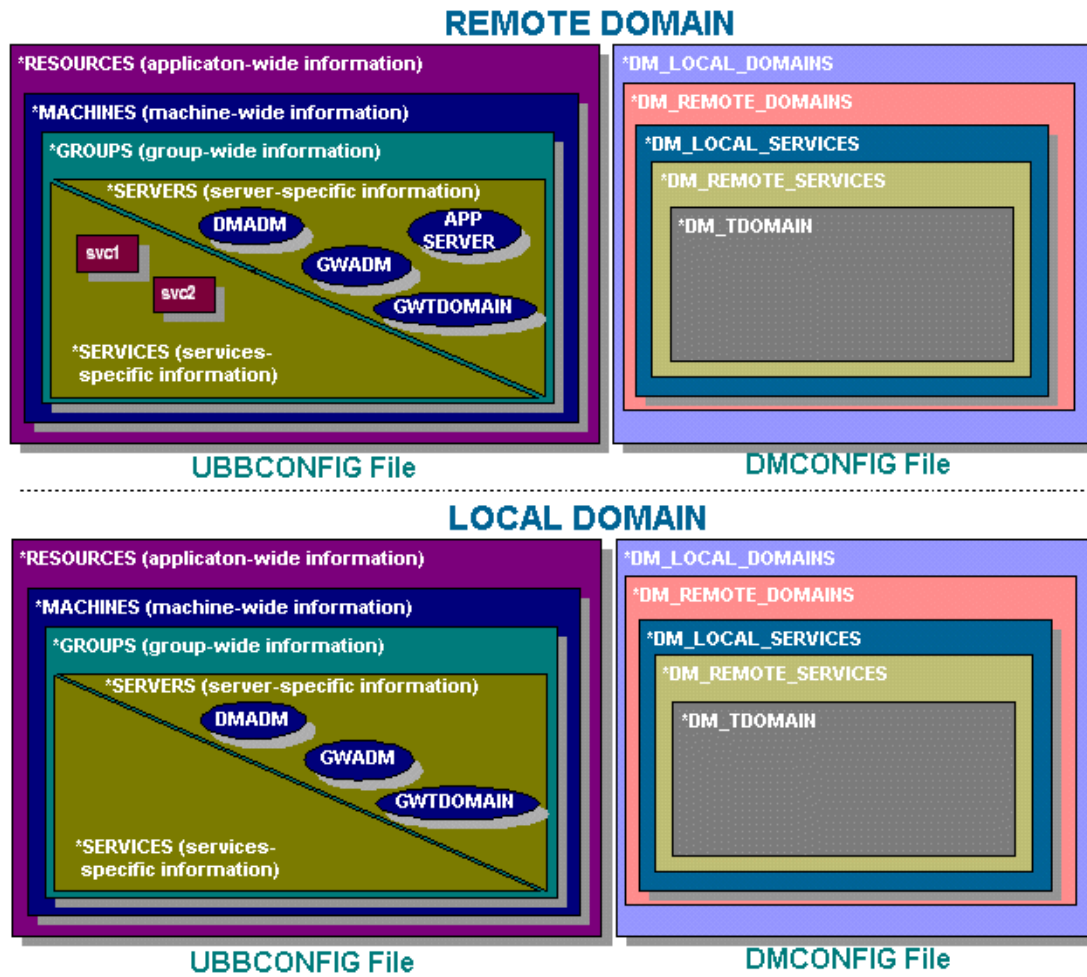 REMOTE DOMAIN
*RESOURCES (applicaton-wide information)
*MACHINES (machine-wide information)
*GROUPS (group-wide information)
*SERVERS (server-specific information)
DMADM
APP
SERVER
GWADM
GWTDOMAIN
svc1
svc2
*SERVICES (services-
specific information)
UBBCONFIG File
*DM_LOCAL_DOMAINS
*DM_REMOTE_DOMAINS
*DM_LOCAL_SERVICES
*DM_REMOTE_SERVICES
*DM_TDOMAIN
DMCONFIG File
LOCAL DOMAIN
*RESOURCES (applicaton-wide information)
*MACHINES (machine-wide information)
*GROUPS (group-wide information)
*SERVERS (server-specific information)
DMADM
GWADM
GWTDOMAIN
*SERVICES (services-
specific information)
UBBCONFIG File
*DM_LOCAL_DOMAINS
*DM_REMOTE_DOMAINS
*DM_LOCAL_SERVICES
*DM_REMOTE_SERVICES
*DM_TDOMAIN
DMCONFIG File